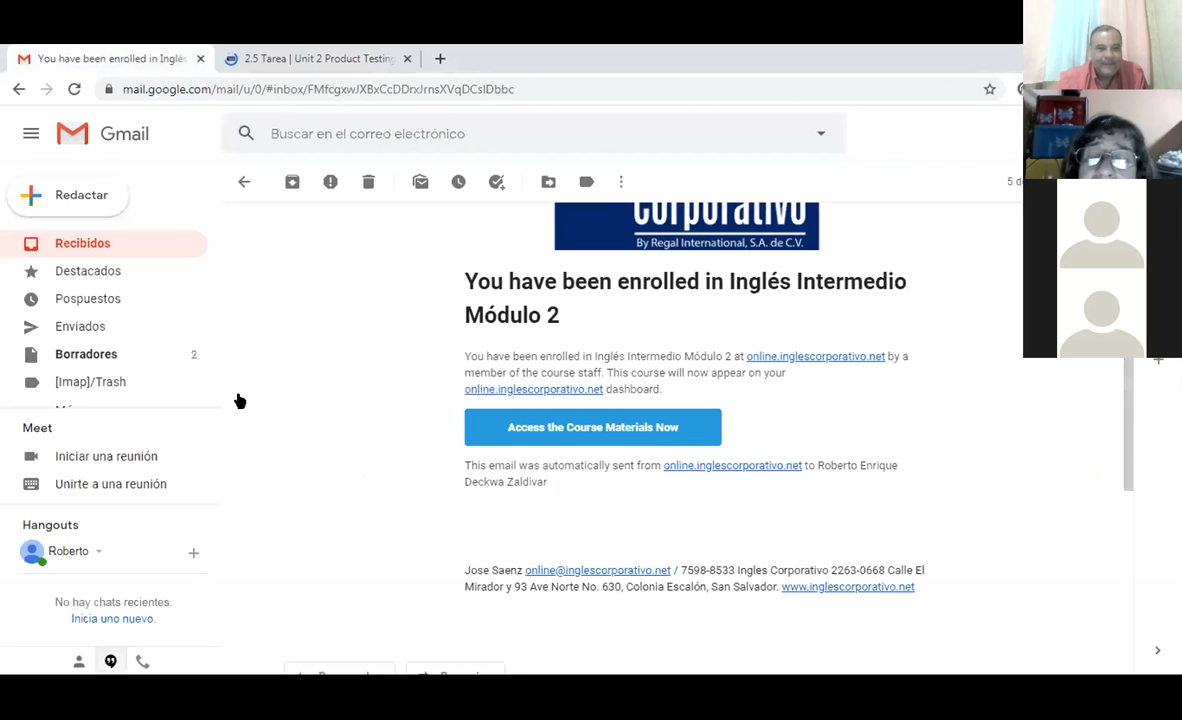 You have been enrolled in Inglés
2.5 Tarea | Unit 2 Product Testing
mail.google.com/mail/u/0/#inbox/FMfcgxwJXBxCcDDrxJrnsXVqDCsIDbbc
Gmail
Buscar en el correo electrónico
Redactar
5 de
Recibidos
Destacados
Pospuestos
Enviados
Borradores 2
[Imap]/Trash
Meet
Iniciar una reunión
Unirte a una reunión
Hangouts
Roberto
No hay chats recientes.
Inicia uno nuevo.
corporativo
By Regal International, S.A. de C.V.
You have been enrolled in Inglés Intermedio
Módulo 2
You have been enrolled in Inglés Intermedio Módulo 2 at online.inglescorporativo.net by a
member of the course staff. This course will now appear on your
online.inglescorporativo.net dashboard.
Access the Course Materials Now
This email was automatically sent from online.inglescorporativo.net to Roberto Enrique
Deckwa Zaldivar
Jose Saenz online@inglescorporativo.net / 7598-8533 Ingles Corporativo 2263-0668 Calle El
Mirador y 93 Ave Norte No. 630, Colonia Escalón, San Salvador. www.inglescorporativo.net